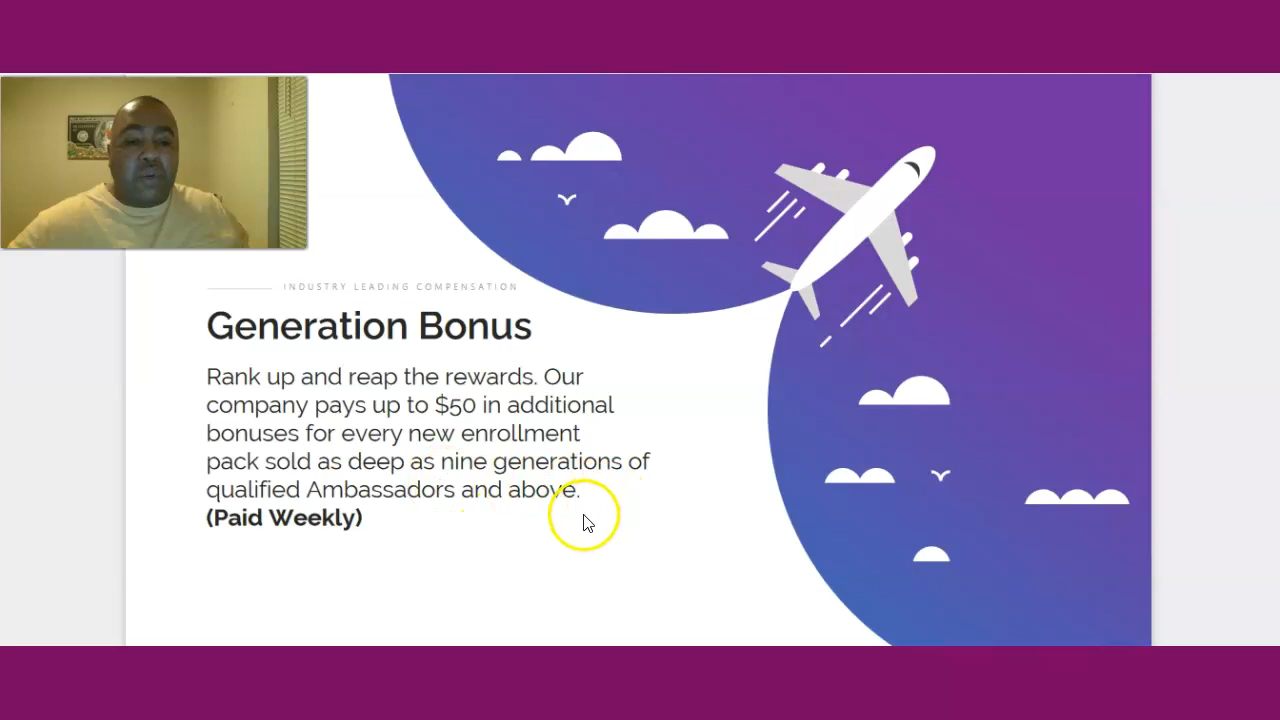 INDUSTRY LEADING COMPENSATION
Generation Bonus
Rank up and reap the rewards. Our
company pays up to $50 in additional
bonuses for every new enrollment
pack sold as deep as nine generations of
qualified Ambassadors and above.
(Paid Weekly)